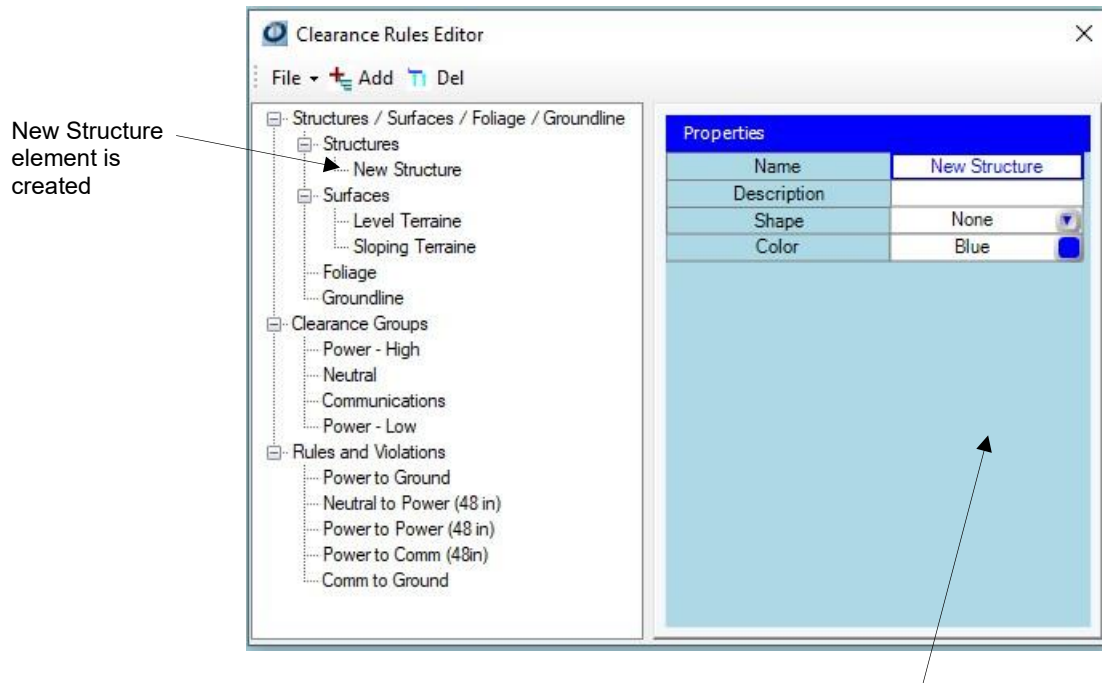 Clearance Rules Editor
File Add Del
New Structure
element is
created
Structures / Surfaces / Foliage / Groundline
Structures
New Structure
Surfaces
Level Terraine
Sloping Terraine
Foliage
Groundline
Clearance Groups
Power - High
Neutral
Communications
Power - Low
Rules and Violations
Power to Ground
Neutral to Power (48 in)
Power to Power (48 in)
Power to Comm (48in)
Comm to Ground
Properties
Name New Structure
Description
Shape None
Color Blue